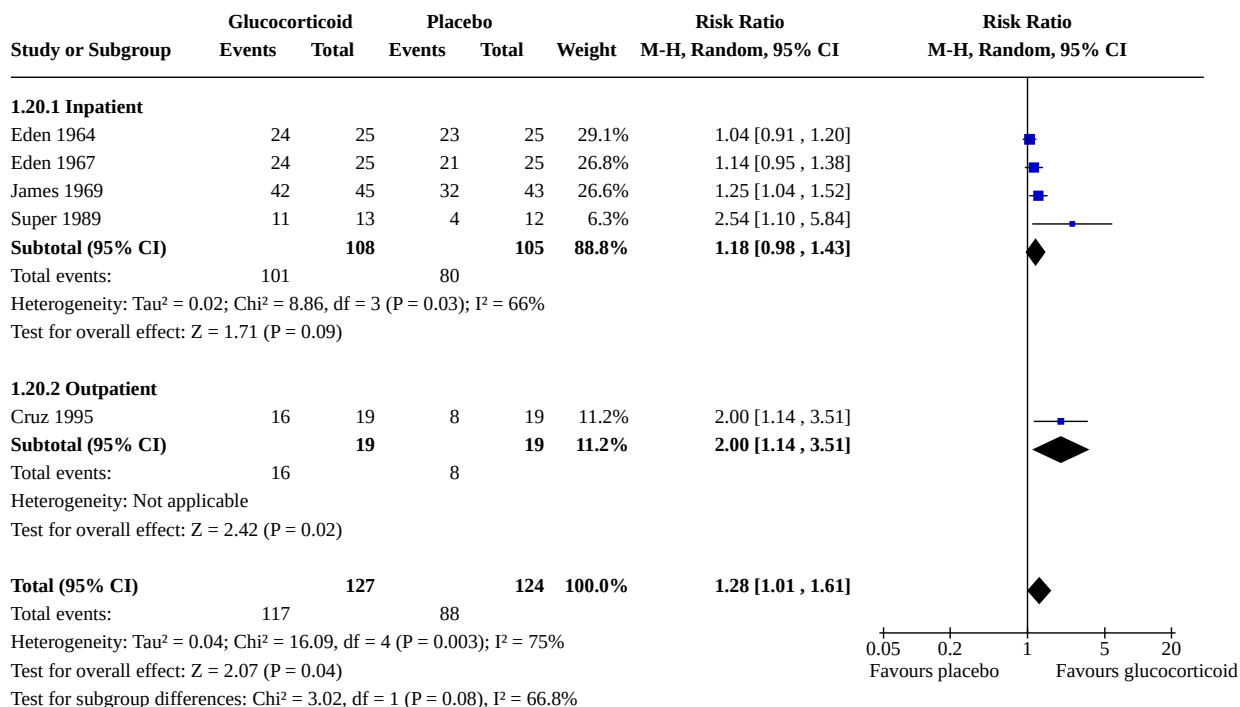 Glucocorticoid Placebo Risk Ratio Risk Ratio
Study or Subgroup Events Total Events Total Weight M-H, Random, 95% CI M-H, Random, 95% CI
1.20.1 Inpatient
Eden 1964 24 25 23 25 29.1% 1.04 [0.91 , 1.20]
Eden 1967 24 25 21 25 26.8% 1.14 [0.95 , 1.38]
James 1969 42 45 32 43 26.6% 1.25 [1.04 , 1.52]
Super 1989 11 13 4 12 6.3% 2.54 [1.10 , 5.84]
Subtotal (95% CI) 108 105 88.8% 1.18 [0.98 , 1.43]
Total events: 101 80
Heterogeneity: Tau² = 0.02; Chi² = 8.86, df = 3 (P = 0.03); I² = 66%
Test for overall effect: Z = 1.71 (P = 0.09)
1.20.2 Outpatient
Cruz 1995 16 19 8 19 11.2% 2.00 [1.14 , 3.51]
Subtotal (95% CI) 19 19 11.2% 2.00 [1.14 , 3.51]
Total events: 16 8
Heterogeneity: Not applicable
Test for overall effect: Z = 2.42 (P = 0.02)
Total (95% CI) 127 124 100.0% 1.28 [1.01 , 1.61]
Total events: 117 88
Heterogeneity: Tau² = 0.04; Chi² = 16.09, df = 4 (P = 0.003); I² = 75%
0.05 0.2 1 5 20
Test for overall effect: Z = 2.07 (P = 0.04) Favours placebo Favours glucocorticoid
Test for subgroup differences: Chi² = 3.02, df = 1 (P = 0.08), I² = 66.8%